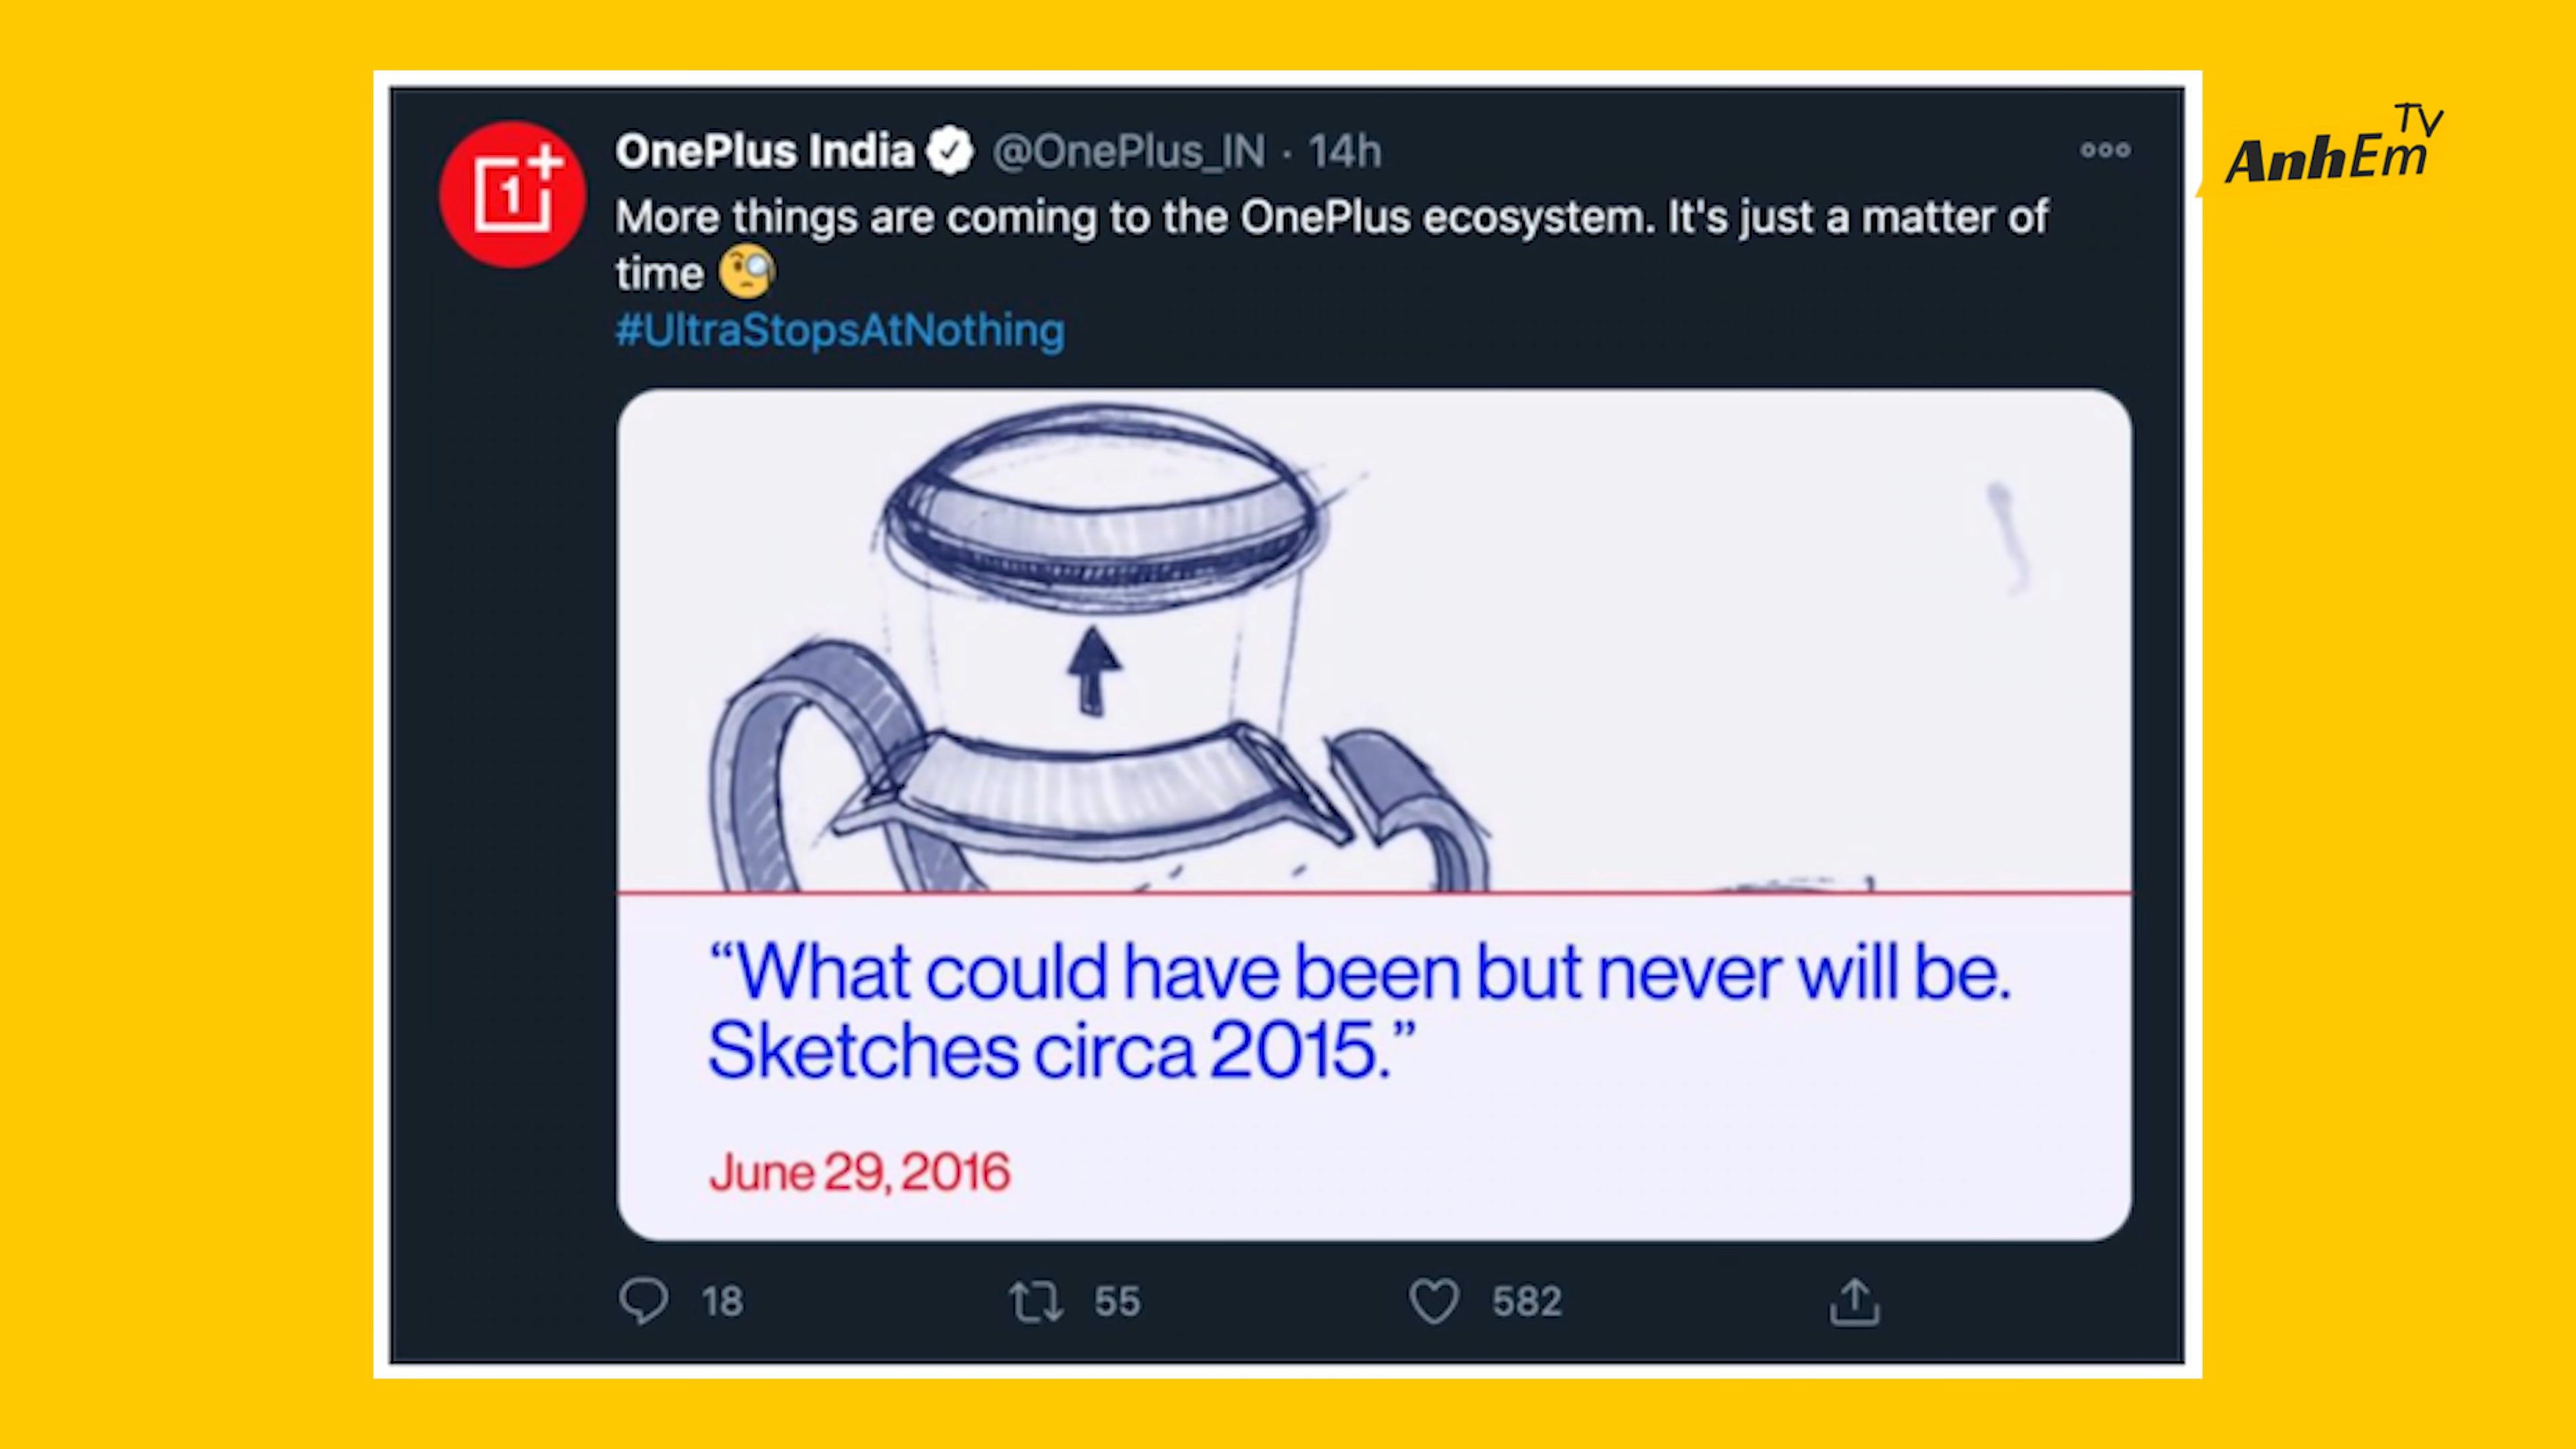 OnePlus India @OnePlus_IN · 14h
More things are coming to the OnePlus ecosystem. It's just a matter of
time 🧐
#UltraStopsAtNothing
“What could have been but never will be.
Sketches circa 2015.”
June 29, 2016
18 55 582
AnhEm TV
1+